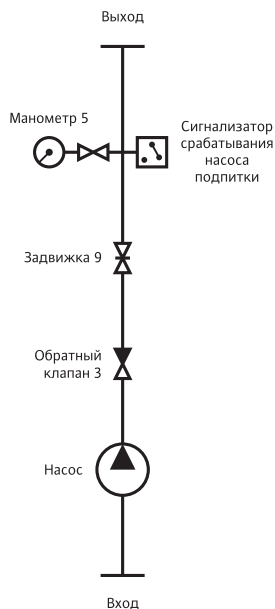 Выход
Манометр 5
Сигнализатор
срабатывания
насоса
подпитки
Задвижка 9
Обратный
клапан 3
Насос
Вход